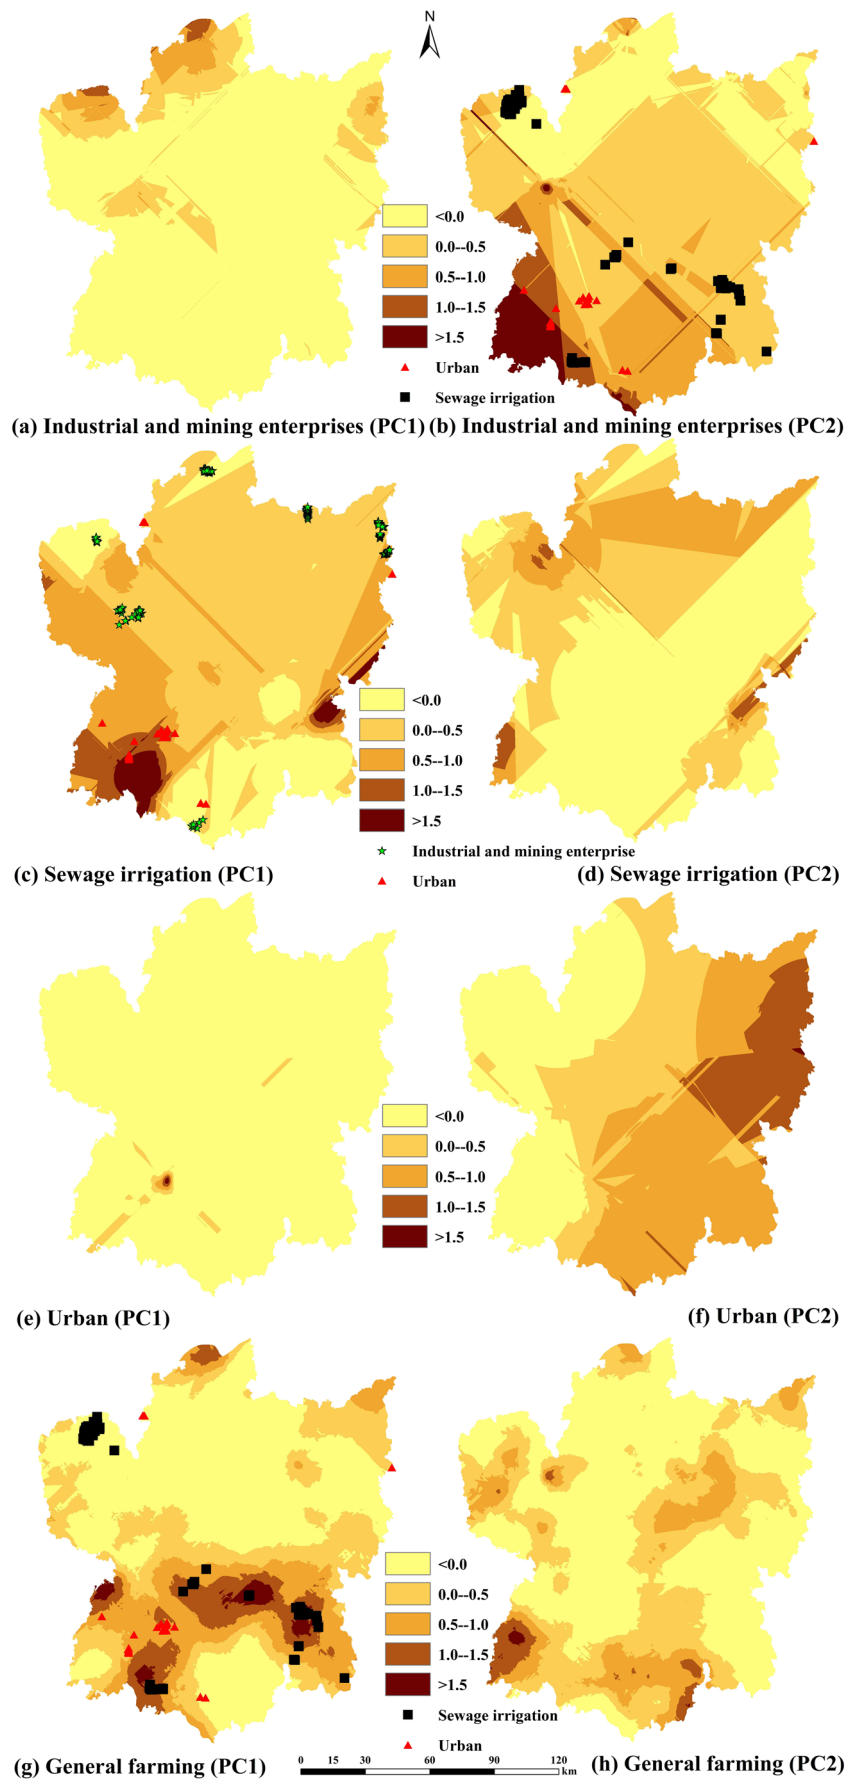 N
<0.0
0.0--0.5
0.5--1.0
1.0--1.5
>1.5
Urban
Sewage irrigation
(a) Industrial and mining enterprises (PC1)
(b) Industrial and mining enterprises (PC2)
<0.0
0.0--0.5
0.5--1.0
1.0--1.5
>1.5
Industrial and mining enterprise
Urban
(c) Sewage irrigation (PC1)
(d) Sewage irrigation (PC2)
<0.0
0.0--0.5
0.5--1.0
1.0--1.5
>1.5
(e) Urban (PC1)
(f) Urban (PC2)
<0.0
0.0--0.5
0.5--1.0
1.0--1.5
>1.5
Sewage irrigation
Urban
(g) General farming (PC1)
0 15 30 60 90 120
km
(h) General farming (PC2)